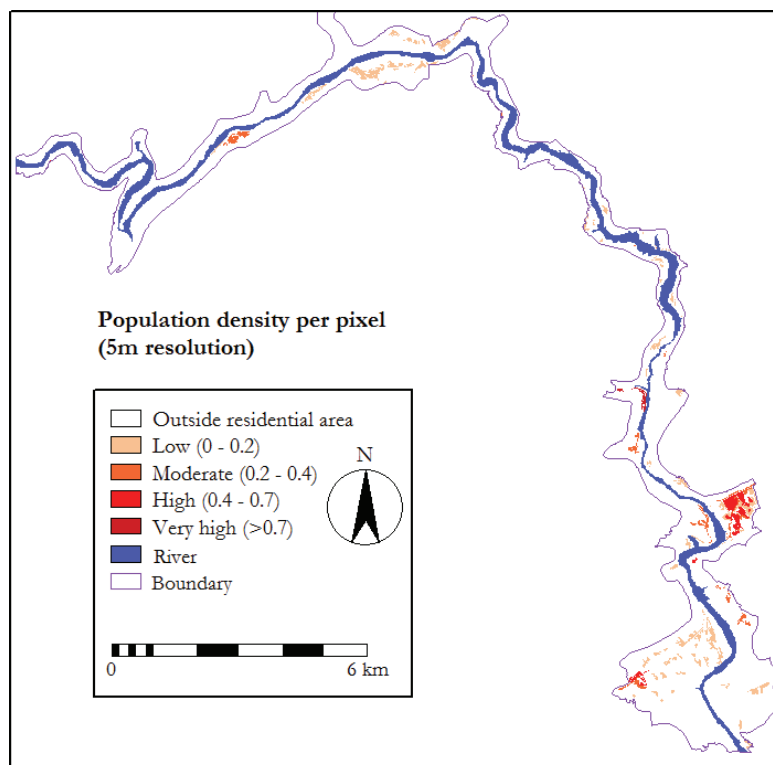 Population density per pixel
(5m resolution)
Outside residential area
Low (0 - 0.2)
Moderate (0.2 - 0.4)
High (0.4 - 0.7)
Very high (>0.7)
River
Boundary
N
0 6 km